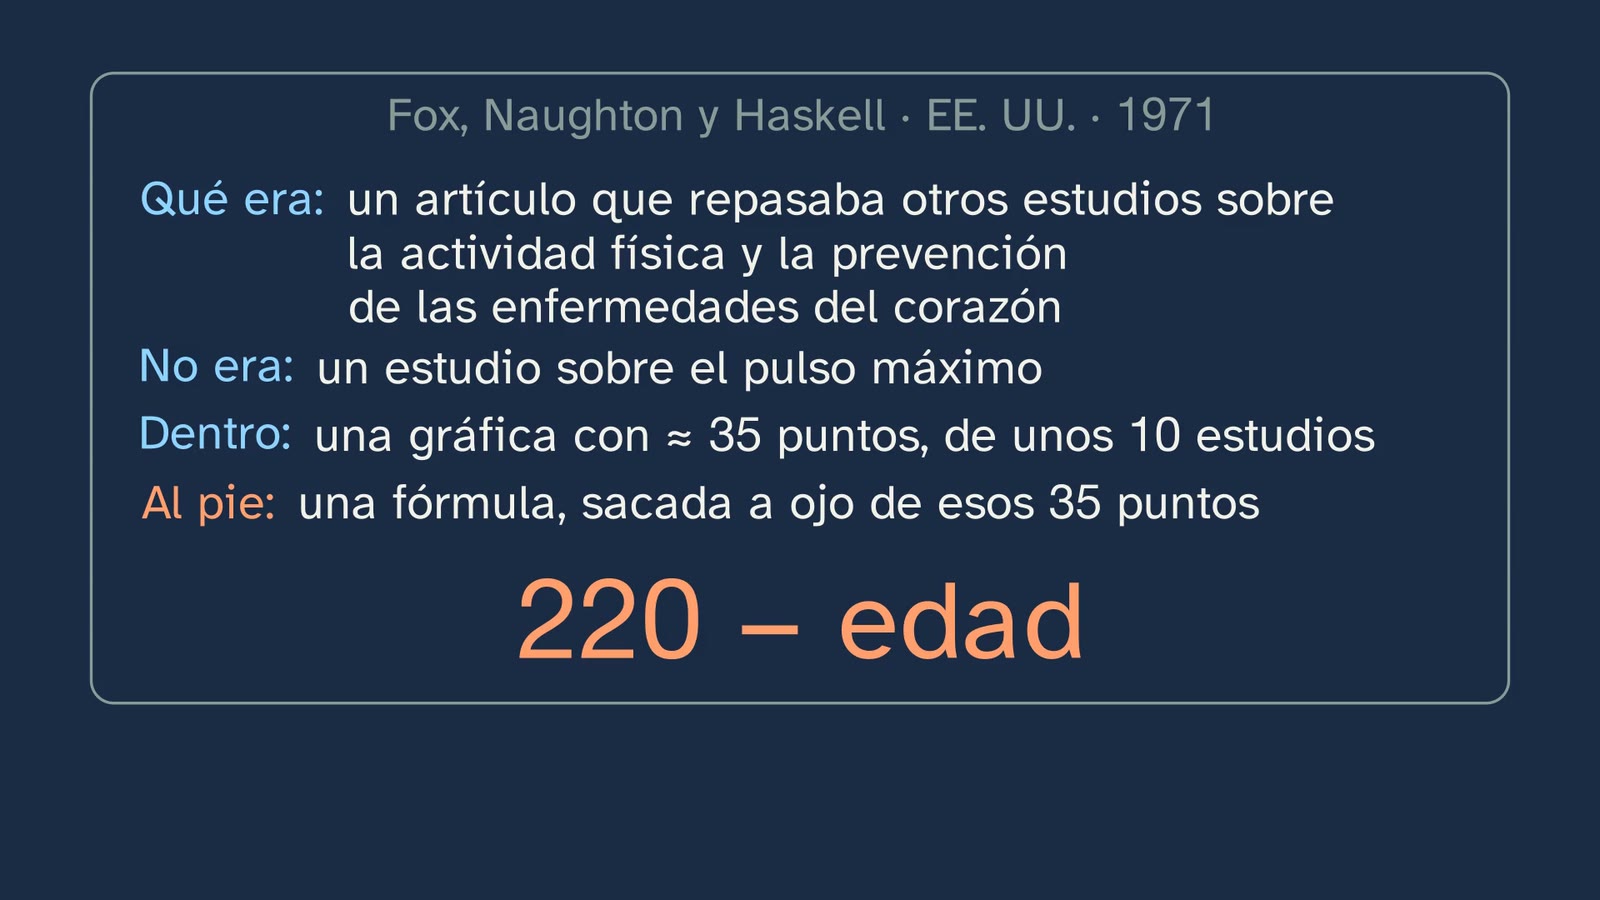 Fox, Naughton y Haskell · EE. UU. · 1971
Qué era: un artículo que repasaba otros estudios sobre
la actividad física y la prevención
de las enfermedades del corazón
No era: un estudio sobre el pulso máximo
Dentro: una gráfica con ≈ 35 puntos, de unos 10 estudios
Al pie: una fórmula, sacada a ojo de esos 35 puntos
220 – edad